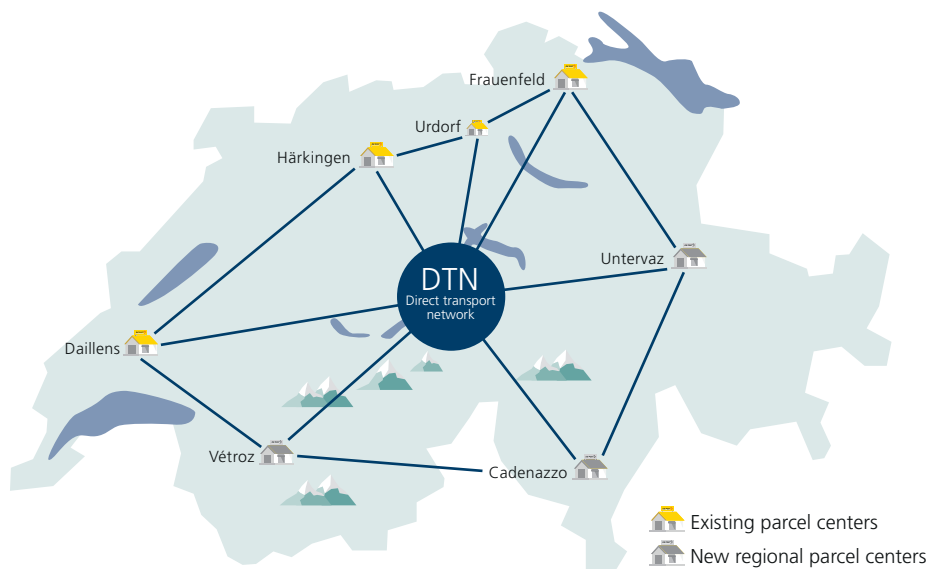 Frauenfeld
Urdorf
Härkingen
Untervaz
DTN
Direct transport
network
Daillens
Vétroz
Cadenazzo
Existing parcel centers
New regional parcel centers